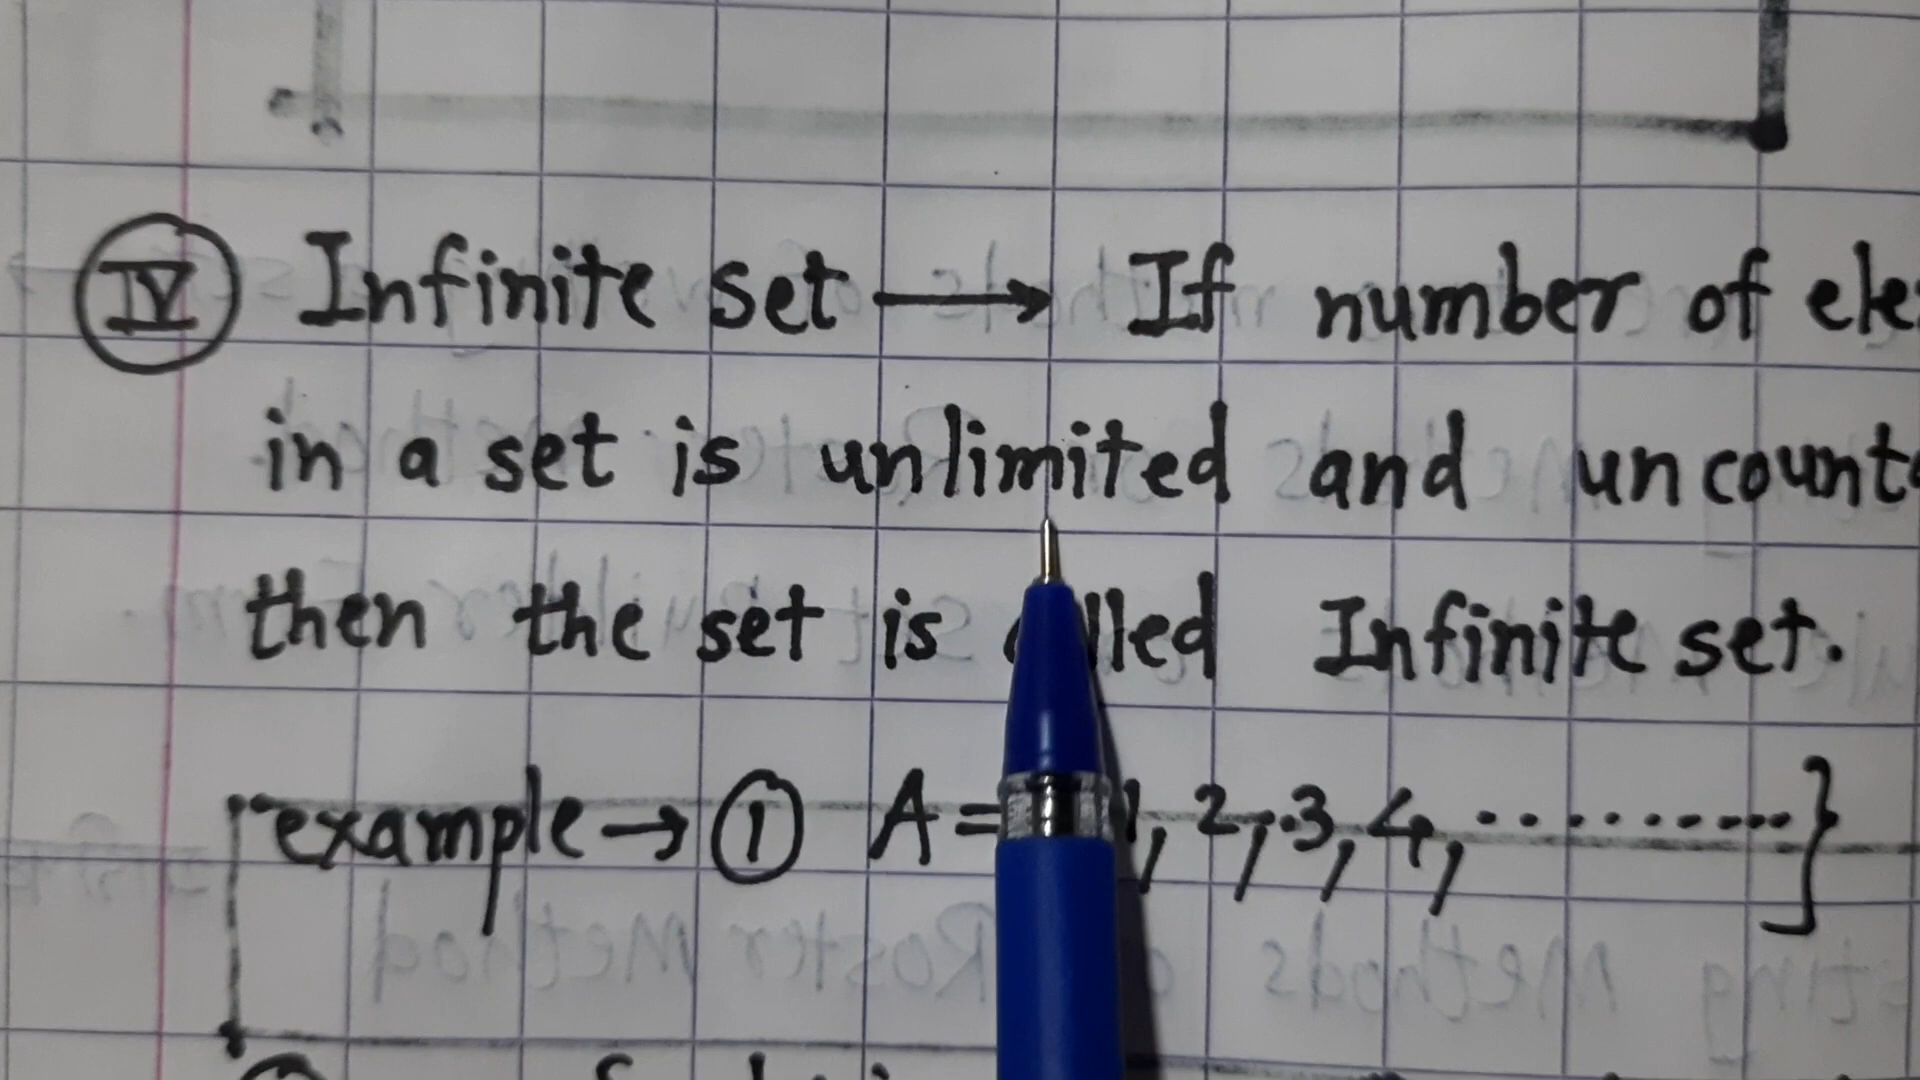 IV Infinite set → If number of ele
in a set is unlimited and uncount
then the set is called Infinite set.
example → 1 A = 1, 2, 3, 4, .......... }